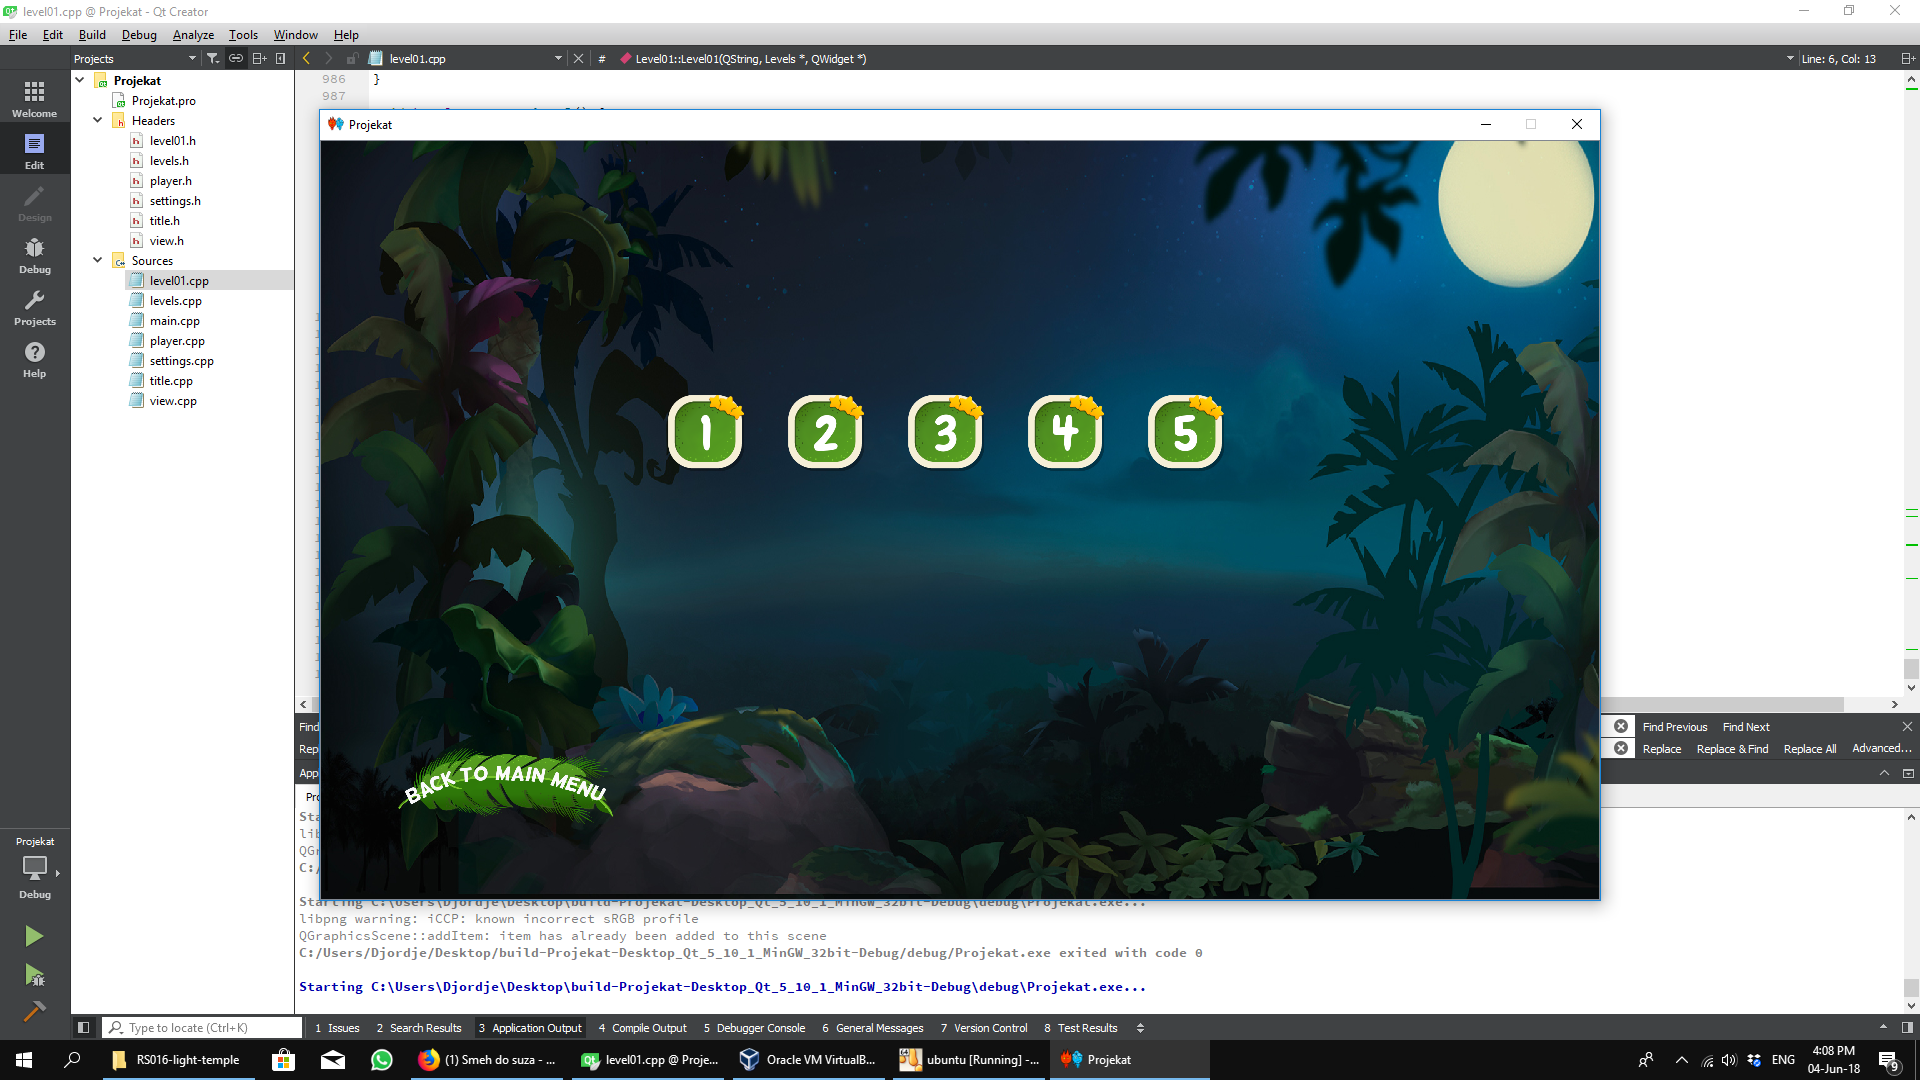 level01.cpp @ Projekat - Qt Creator
File Edit Build Debug Analyze Tools Window Help
Projects level01.cpp # Level01::Level01(QString, Levels *, QWidget *) Line: 6, Col: 13
Welcome
Edit
Design
Debug
Projects
Help
Projekat
Projekat.pro
Headers
level01.h
levels.h
player.h
settings.h
title.h
view.h
Sources
level01.cpp
levels.cpp
main.cpp
player.cpp
settings.cpp
title.cpp
view.cpp
986 }
987
Projekat
1 2 3 4 5
BACK TO MAIN MENU
Find Previous Find Next
Replace Replace & Find Replace All Advanced...
Starting C:\Users\Djordje\Desktop\build-Projekat-Desktop_Qt_5_10_1_MinGW_32bit-Debug\debug\Projekat.exe...
libpng warning: iCCP: known incorrect sRGB profile
QGraphicsScene::addItem: item has already been added to this scene
C:/Users/Djordje/Desktop/build-Projekat-Desktop_Qt_5_10_1_MinGW_32bit-Debug/debug/Projekat.exe exited with code 0
Starting C:\Users\Djordje\Desktop\build-Projekat-Desktop_Qt_5_10_1_MinGW_32bit-Debug\debug\Projekat.exe...
Projekat
Debug
Type to locate (Ctrl+K) 1 Issues 2 Search Results 3 Application Output 4 Compile Output 5 Debugger Console 6 General Messages 7 Version Control 8 Test Results
RS016-light-temple (1) Smeh do suza - ... level01.cpp @ Proje... Oracle VM VirtualB... ubuntu [Running] -... Projekat ENG 4:08 PM
04-Jun-18 9